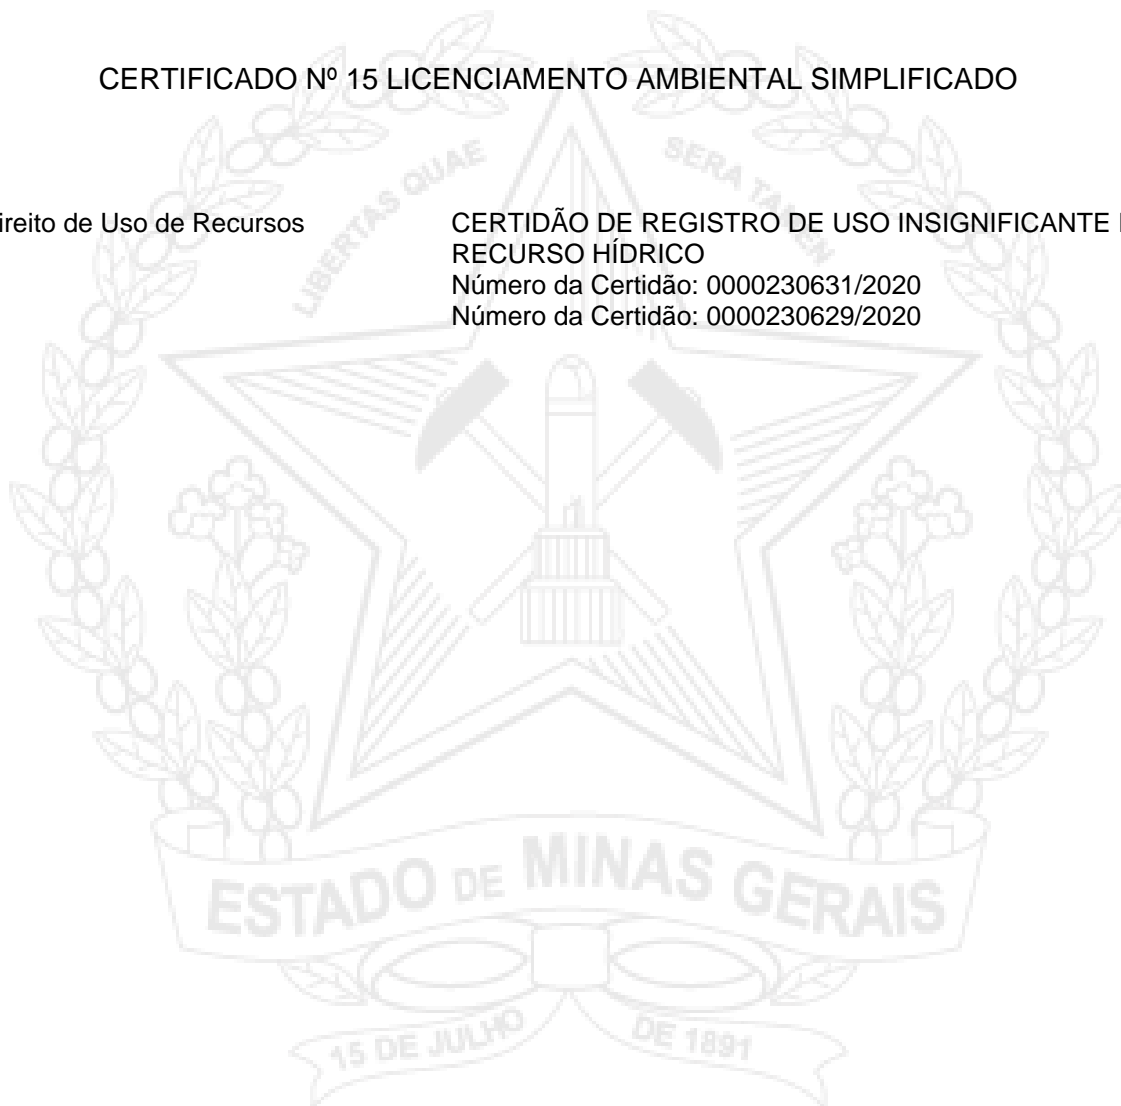 CERTIFICADO Nº 15 LICENCIAMENTO AMBIENTAL SIMPLIFICADO
LIBERTAS QUAE SERA TAMEN
ireito de Uso de Recursos
CERTIDÃO DE REGISTRO DE USO INSIGNIFICANTE
RECURSO HÍDRICO
Número da Certidão: 0000230631/2020
Número da Certidão: 0000230629/2020
ESTADO DE MINAS GERAIS
15 DE JULHO DE 1891